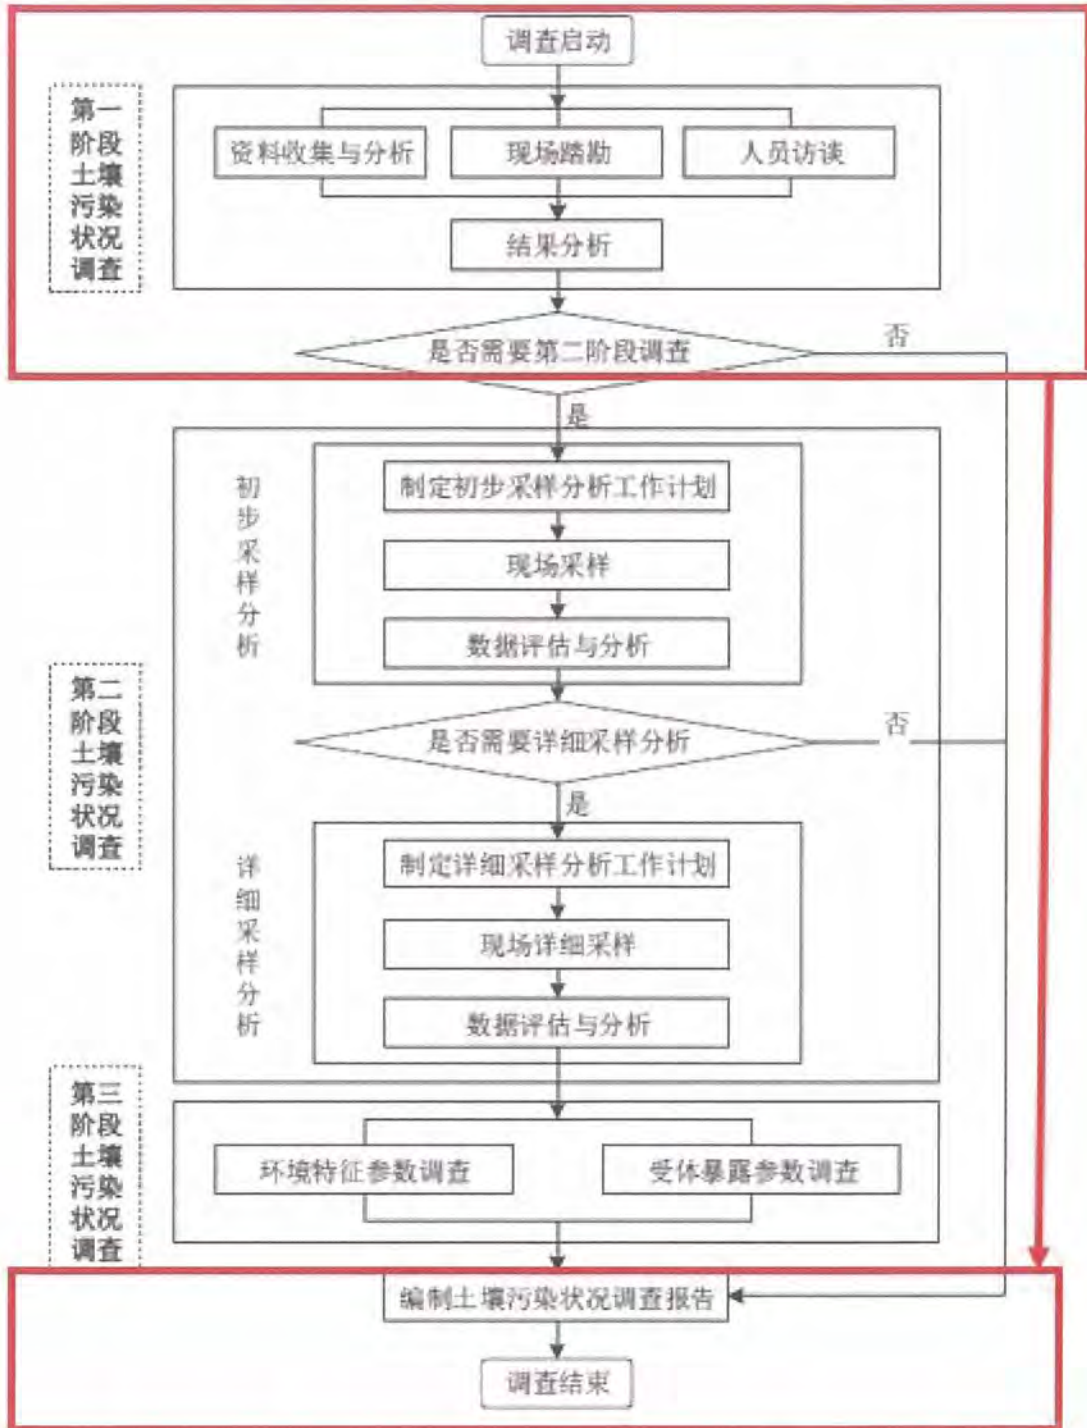 调查启动
第一
阶段
土壤
污染
状况
调查
资料收集与分析
现场踏勘
人员访谈
结果分析
是否需要第二阶段调查
否
是
初
步
采
样
分
析
制定初步采样分析工作计划
现场采样
数据评估与分析
第二
阶段
土壤
污染
状况
调查
是否需要详细采样分析
否
是
详
细
采
样
分
析
制定详细采样分析工作计划
现场详细采样
数据评估与分析
第三
阶段
土壤
污染
状况
调查
环境特征参数调查
受体暴露参数调查
编制土壤污染状况调查报告
调查结束